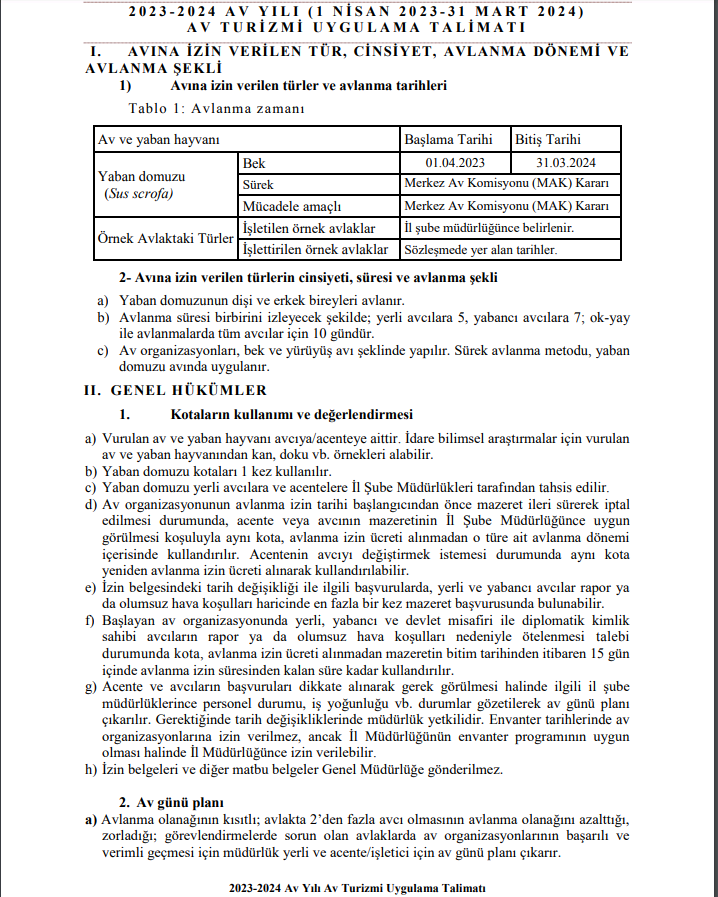 2023-2024 AV YILI (1 NİSAN 2023-31 MART 2024)
AV TURİZMİ UYGULAMA TALİMATI
I. AVINA İZİN VERİLEN TÜR, CİNSİYET, AVLANMA DÖNEMİ VE
AVLANMA ŞEKLİ
1) Avına izin verilen türler ve avlanma tarihleri
Tablo 1: Avlanma zamanı
Av ve yaban hayvanı Başlama Tarihi Bitiş Tarihi
Yaban domuzu
(Sus scrofa)
Bek 01.04.2023 31.03.2024
Sürek Merkez Av Komisyonu (MAK) Kararı
Mücadele amaçlı Merkez Av Komisyonu (MAK) Kararı
Örnek Avlaktaki Türler
İşletilen örnek avlaklar İl şube müdürlüğünce belirlenir.
İşlettirilen örnek avlaklar Sözleşmede yer alan tarihler.
2- Avına izin verilen türlerin cinsiyeti, süresi ve avlanma şekli
a) Yaban domuzunun dişi ve erkek bireyleri avlanır.
b) Avlanma süresi birbirini izleyecek şekilde; yerli avcılara 5, yabancı avcılara 7; ok-yay
ile avlanmalarda tüm avcılar için 10 gündür.
c) Av organizasyonları, bek ve yürüyüş avı şeklinde yapılır. Sürek avlanma metodu, yaban
domuzu avında uygulanır.
II. GENEL HÜKÜMLER
1. Kotaların kullanımı ve değerlendirmesi
a) Vurulan av ve yaban hayvanı avcıya/acenteye aittir. İdare bilimsel araştırmalar için vurulan
av ve yaban hayvanından kan, doku vb. örnekleri alabilir.
b) Yaban domuzu kotaları 1 kez kullanılır.
c) Yaban domuzu yerli avcılara ve acentelere İl Şube Müdürlükleri tarafından tahsis edilir.
d) Av organizasyonunun avlanma izin tarihi başlangıcından önce mazeret ileri sürerek iptal
edilmesi durumunda, acente veya avcının mazeretinin İl Şube Müdürlüğünce uygun
görülmesi koşuluyla aynı kota, avlanma izin ücreti alınmadan o türe ait avlanma dönemi
içerisinde kullandırılır. Acentenin avcıyı değiştirmek istemesi durumunda aynı kota
yeniden avlanma izin ücreti alınarak kullandırılabilir.
e) İzin belgesindeki tarih değişikliği ile ilgili başvurularda, yerli ve yabancı avcılar rapor ya
da olumsuz hava koşulları haricinde en fazla bir kez mazeret başvurusunda bulunabilir.
f) Başlayan av organizasyonunda yerli, yabancı ve devlet misafiri ile diplomatik kimlik
sahibi avcıların rapor ya da olumsuz hava koşulları nedeniyle ötelenmesi talebi
durumunda kota, avlanma izin ücreti alınmadan mazeretin bitim tarihinden itibaren 15 gün
içinde avlanma izin süresinden kalan süre kadar kullandırılır.
g) Acente ve avcıların başvuruları dikkate alınarak gerek görülmesi halinde ilgili il şube
müdürlüklerince personel durumu, iş yoğunluğu vb. durumlar gözetilerek av günü planı
çıkarılır. Gerektiğinde tarih değişikliklerinde müdürlük yetkilidir. Envanter tarihlerinde av
organizasyonlarına izin verilmez, ancak İl Müdürlüğünün envanter programının uygun
olması halinde İl Müdürlüğünce izin verilebilir.
h) İzin belgeleri ve diğer matbu belgeler Genel Müdürlüğe gönderilmez.
2. Av günü planı
a) Avlanma olanağının kısıtlı; avlakta 2’den fazla avcı olmasının avlanma olanağını azalttığı,
zorladığı; görevlendirmelerde sorun olan avlaklarda av organizasyonlarının başarılı ve
verimli geçmesi için müdürlük yerli ve acente/işletici için av günü planı çıkarır.
2023-2024 Av Yılı Av Turizmi Uygulama Talimatı